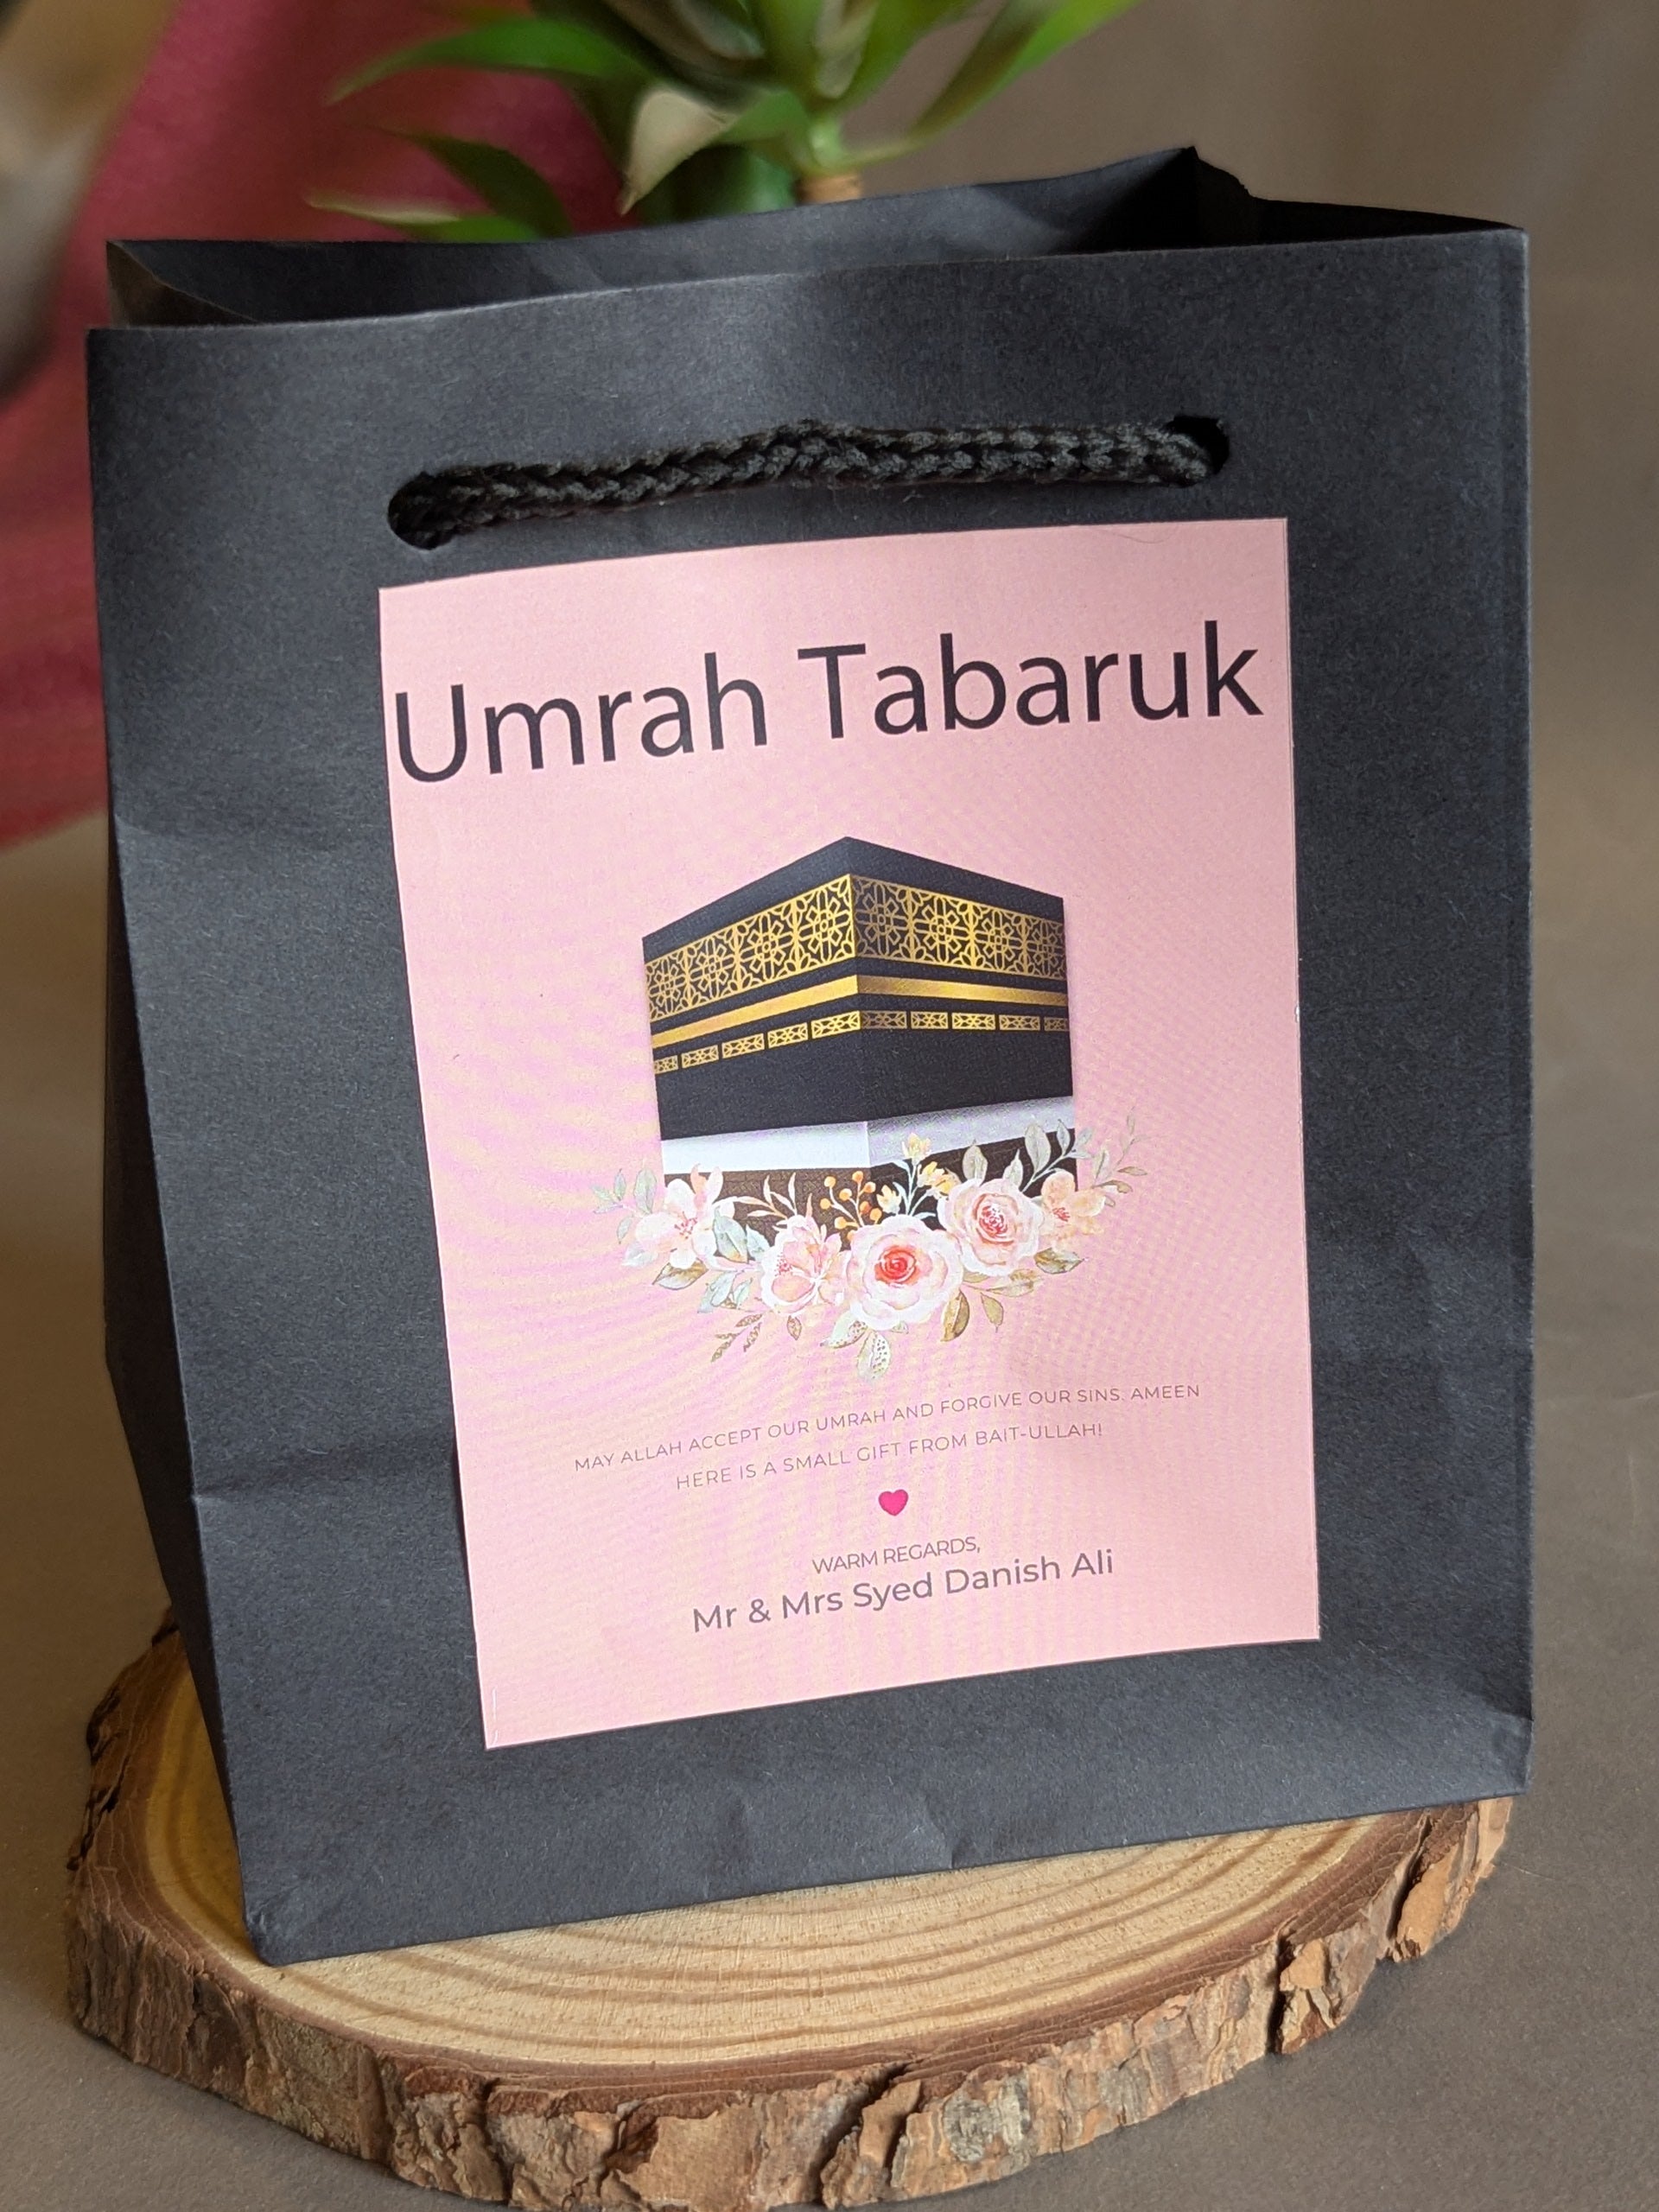 Umrah Tabaruk
MAY ALLAH ACCEPT OUR UMRAH AND FORGIVE OUR SINS. AMEEN
HERE IS A SMALL GIFT FROM BAIT-ULLAH!
WARM REGARDS,
Mr & Mrs Syed Danish Ali